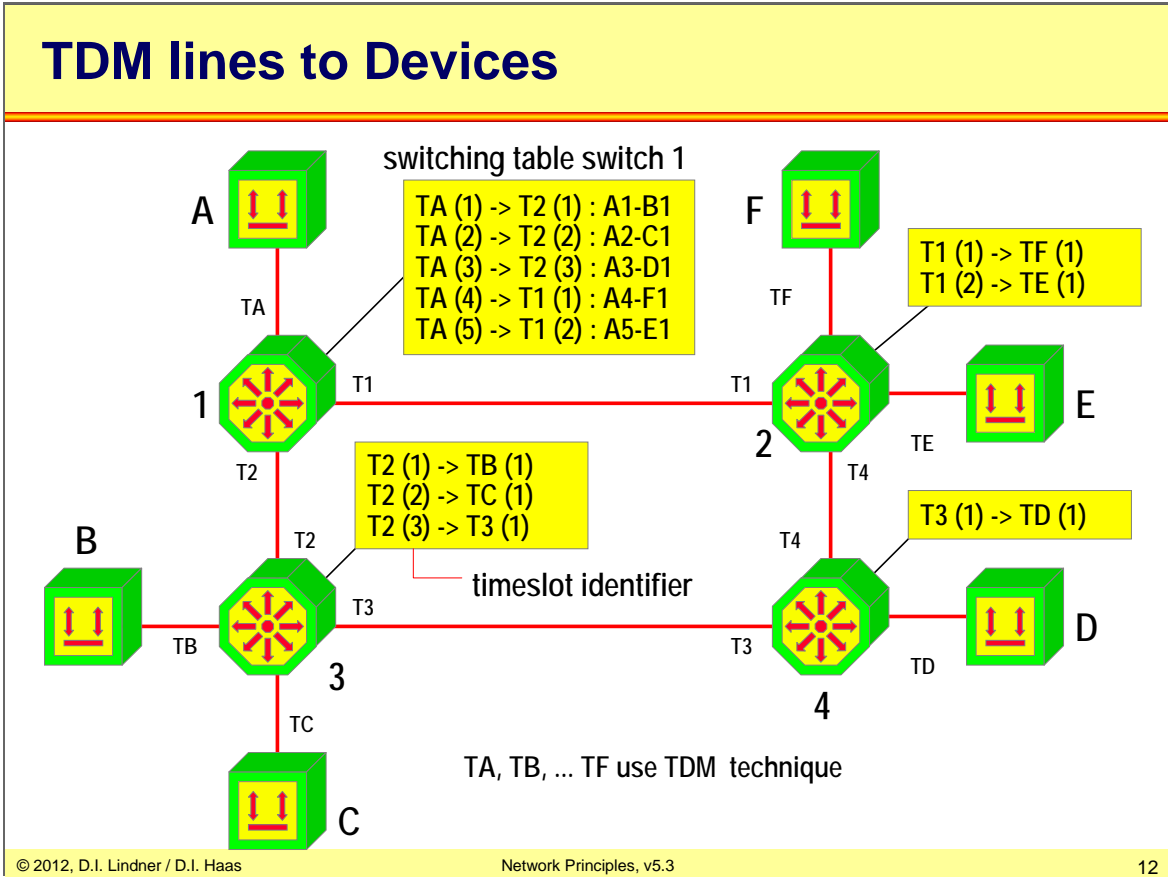 TDM lines to Devices
switching table switch 1
A
TA (1) -> T2 (1) : A1-B1
TA (2) -> T2 (2) : A2-C1
TA (3) -> T2 (3) : A3-D1
TA (4) -> T1 (1) : A4-F1
TA (5) -> T1 (2) : A5-E1
F
T1 (1) -> TF (1)
T1 (2) -> TE (1)
TA
TF
1
T1
T1
2
E
TE
T2
T4
T2 (1) -> TB (1)
T2 (2) -> TC (1)
T2 (3) -> T3 (1)
T3 (1) -> TD (1)
B
T2
T4
timeslot identifier
TB
T3
T3
D
TD
3
4
TC
TA, TB, ... TF use TDM technique
C
© 2012, D.I. Lindner / D.I. Haas
Network Principles, v5.3
12